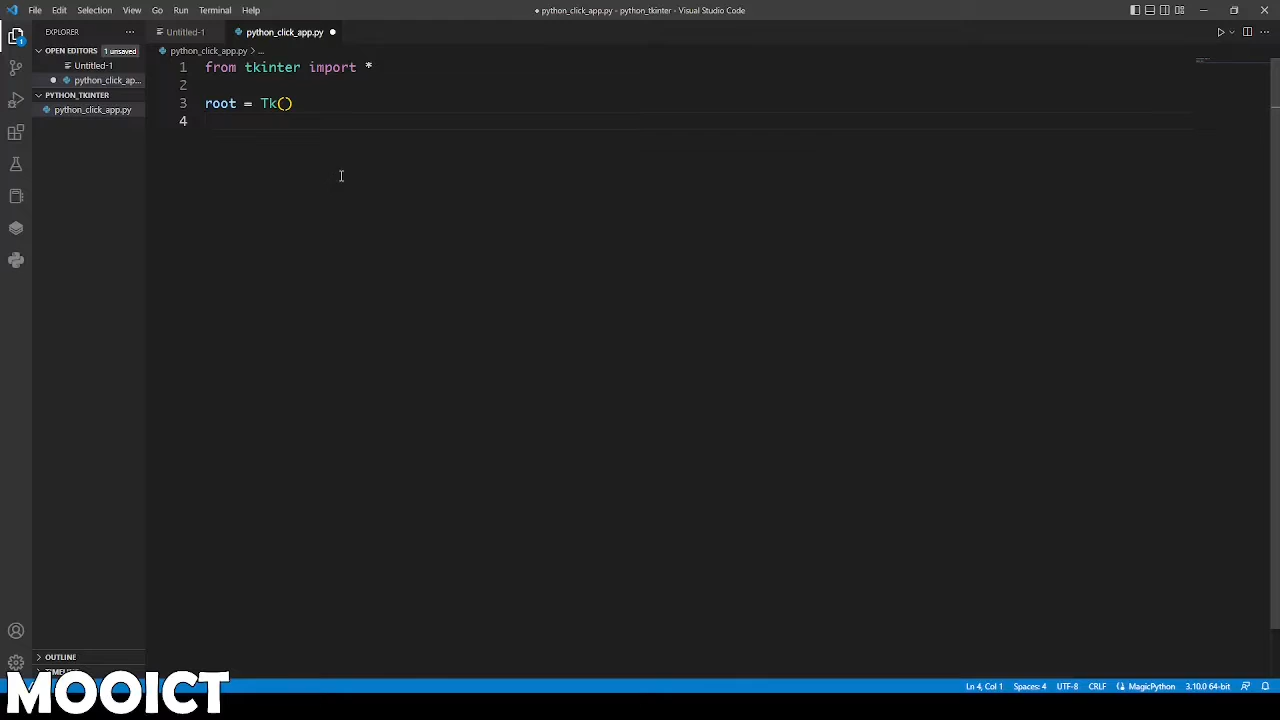 File Edit Selection View Go Run Terminal Help
● python_click_app.py - python_tkinter - Visual Studio Code
EXPLORER
OPEN EDITORS 1 unsaved
Untitled-1
python_click_ap...
PYTHON_TKINTER
python_click_app.py
Untitled-1
python_click_app.py
python_click_app.py > ...
1 from tkinter import *
2
3 root = Tk()
4
OUTLINE
Ln 4, Col 1 Spaces: 4 UTF-8 CRLF MagicPython 3.10.0 64-bit
MOOICT